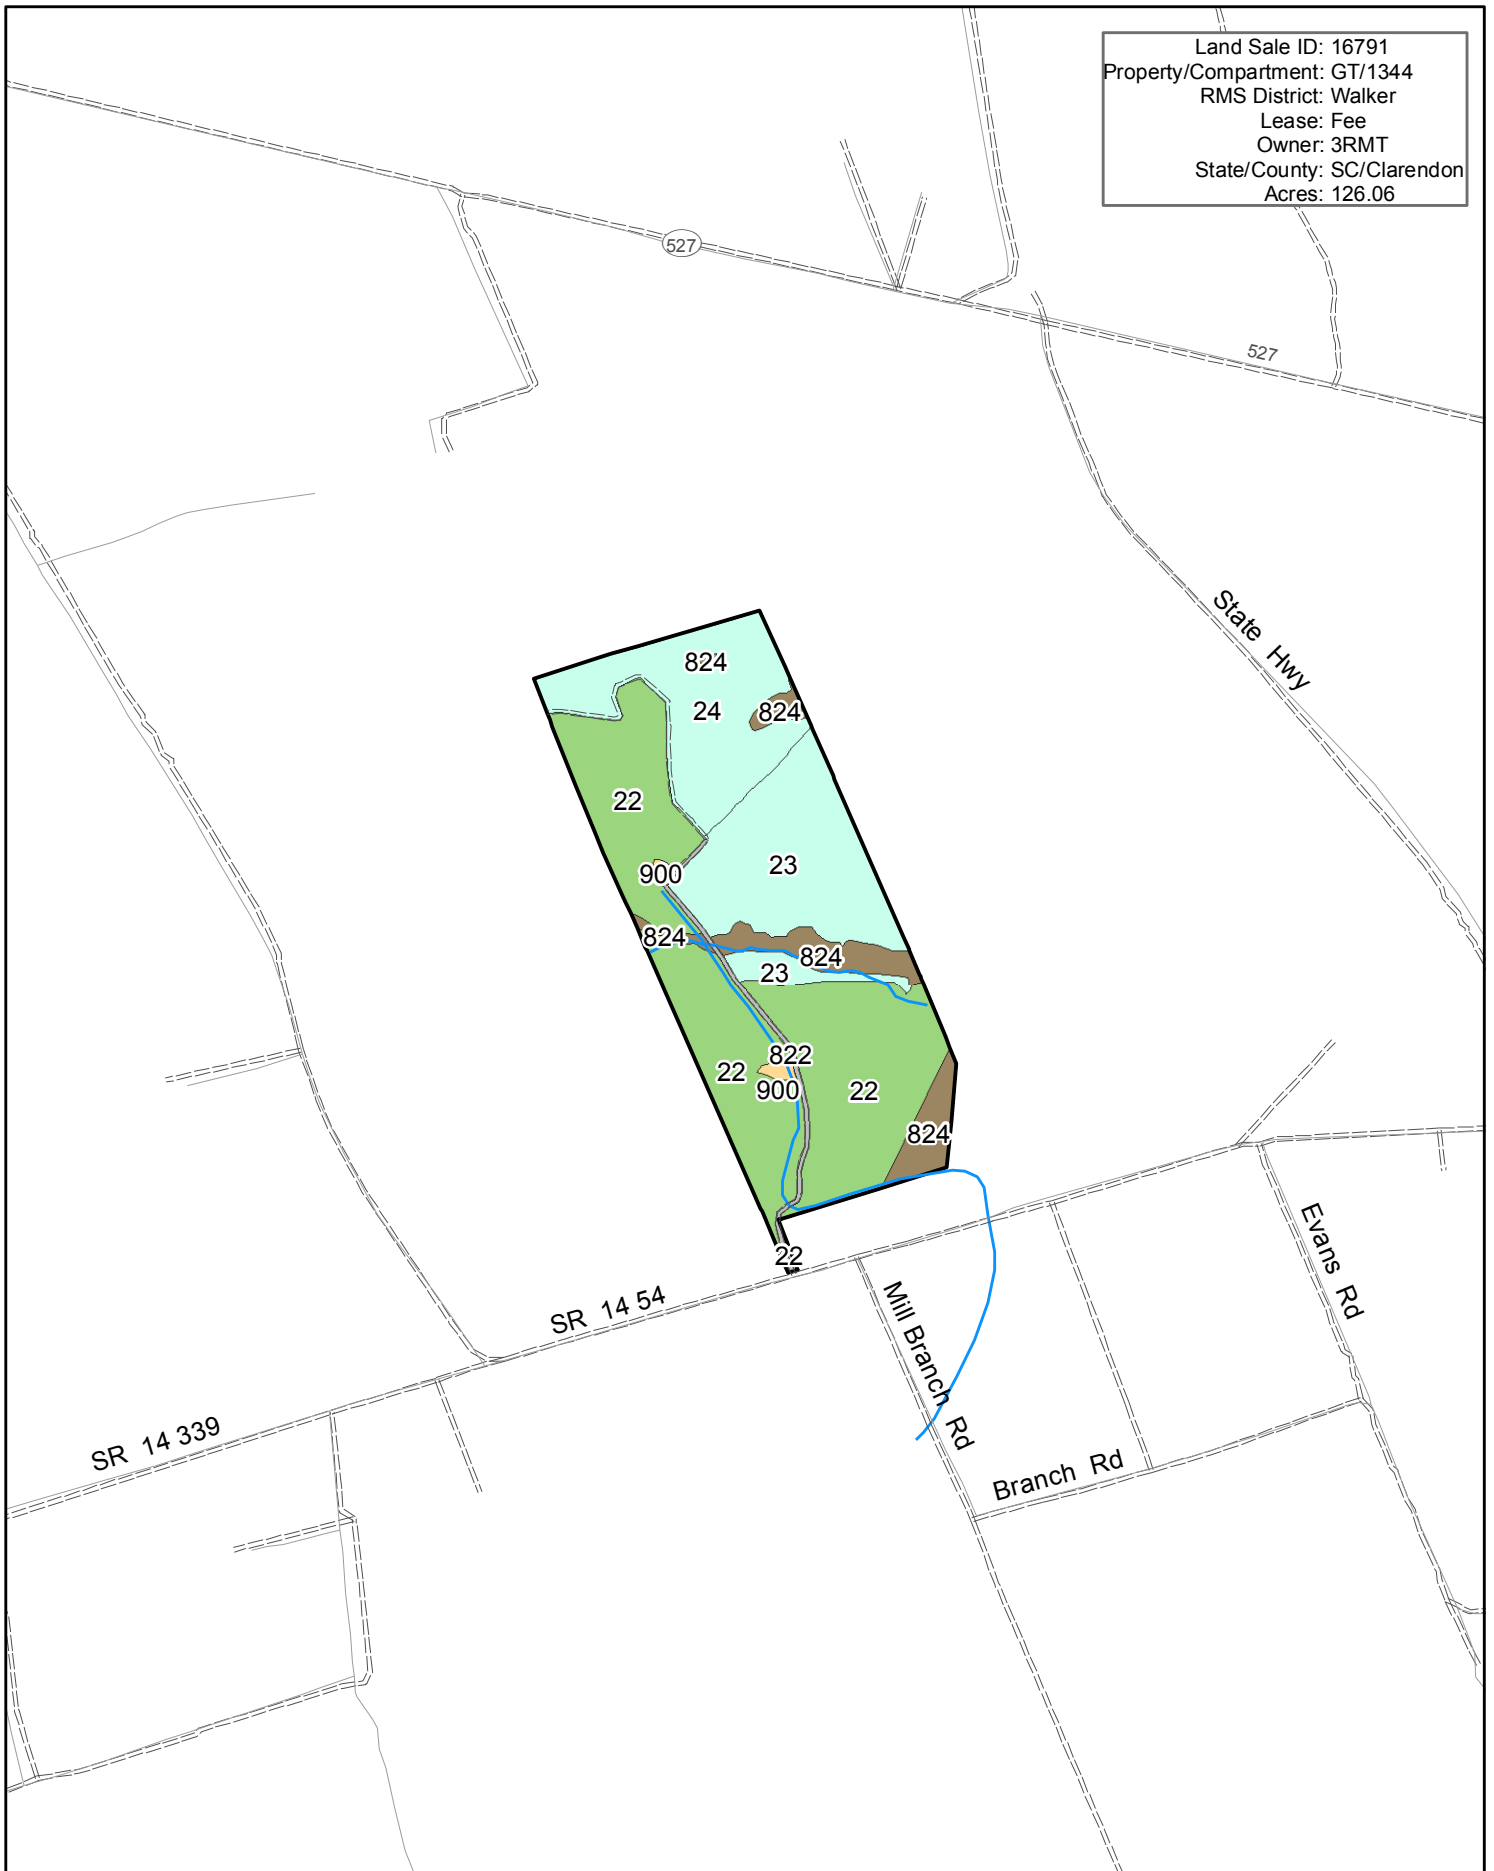 Land Sale ID: 16791
Property/Compartment: GT/1344
RMS District: Walker
Lease: Fee
Owner: 3RMT
State/County: SC/Clarendon
Acres: 126.06
527
527
State Hwy
824
24
824
22
23
900
824
824
23
822
22
900
22
824
22
SR 14 54
Evans Rd
Mill Branch Rd
SR 14 339
Branch Rd